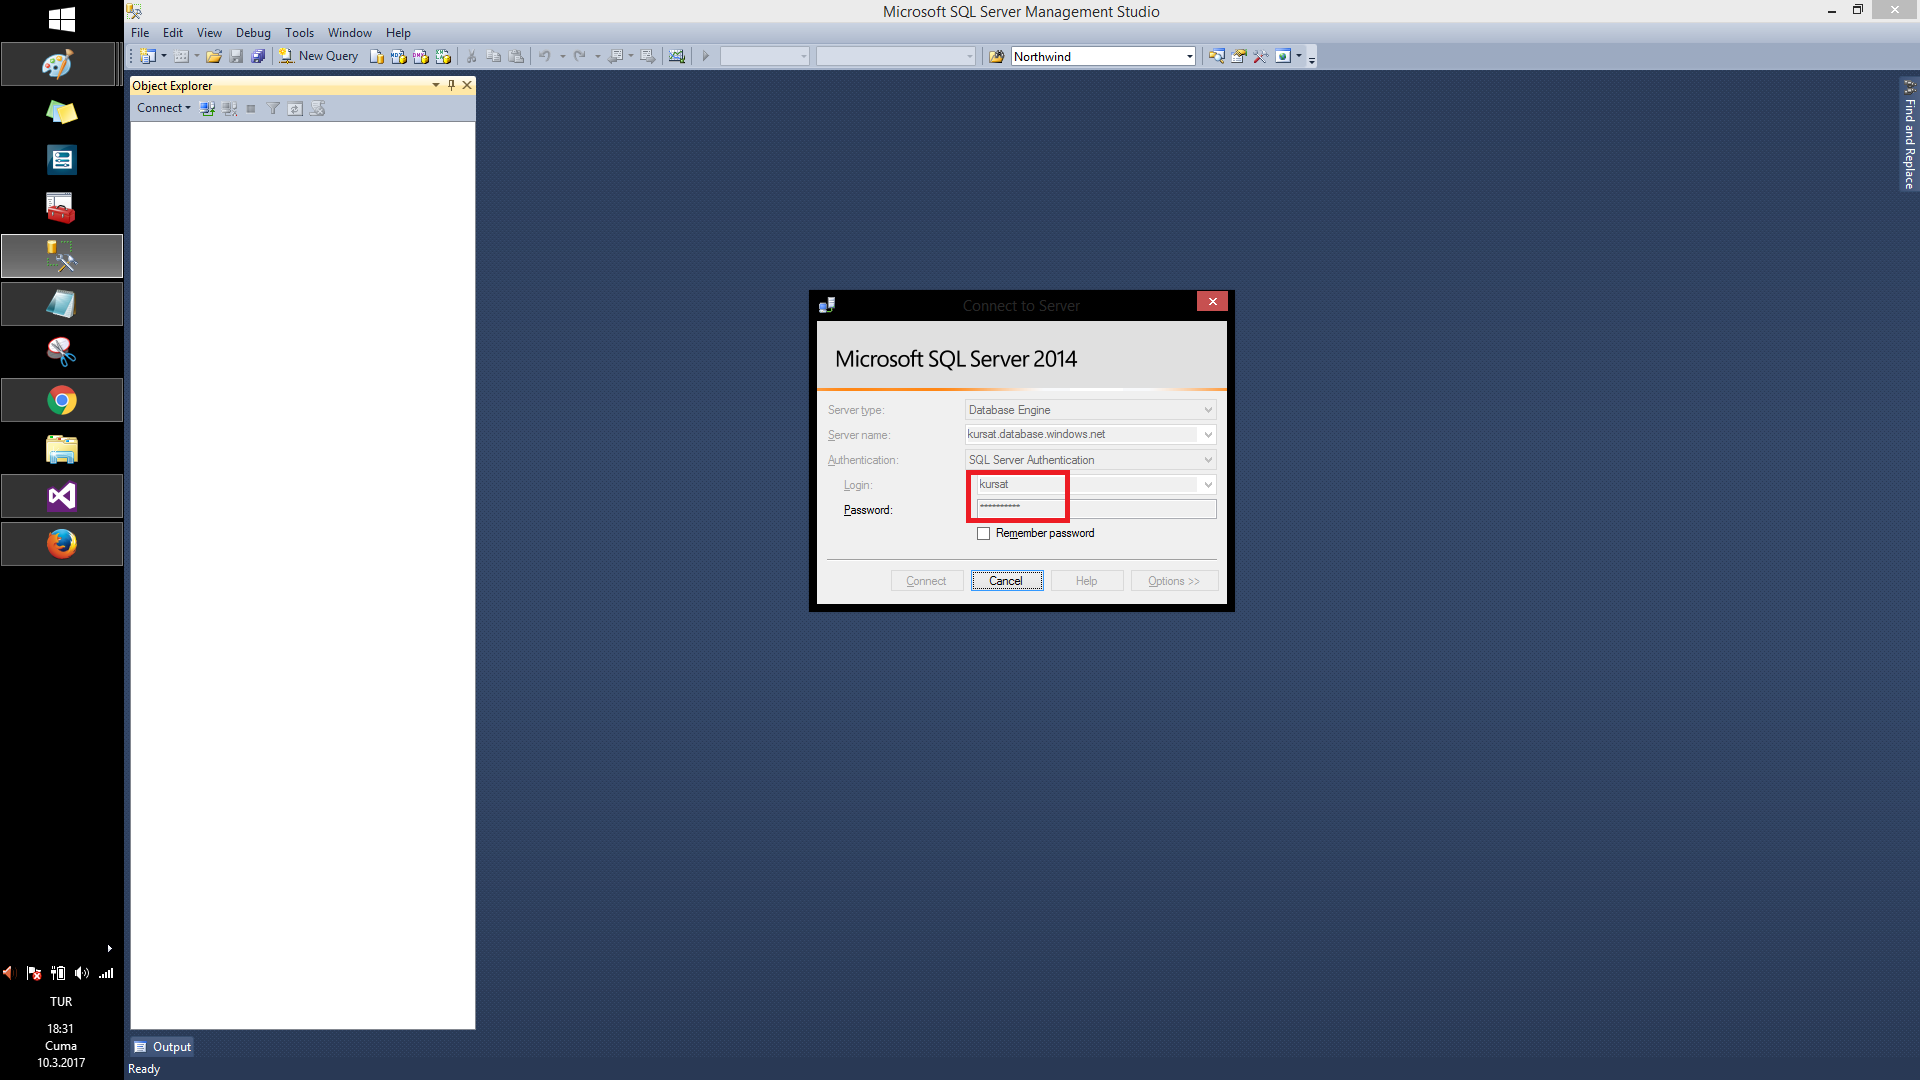 Microsoft SQL Server Management Studio
File Edit View Debug Tools Window Help
New Query Northwind
Object Explorer
Connect
Find and Replace
Connect to Server
Microsoft SQL Server 2014
Server type: Database Engine
Server name: kursat.database.windows.net
Authentication: SQL Server Authentication
Login: kursat
Password: **********
Remember password
Connect Cancel Help Options >>
TUR
18:31
Cuma
10.3.2017
Output
Ready